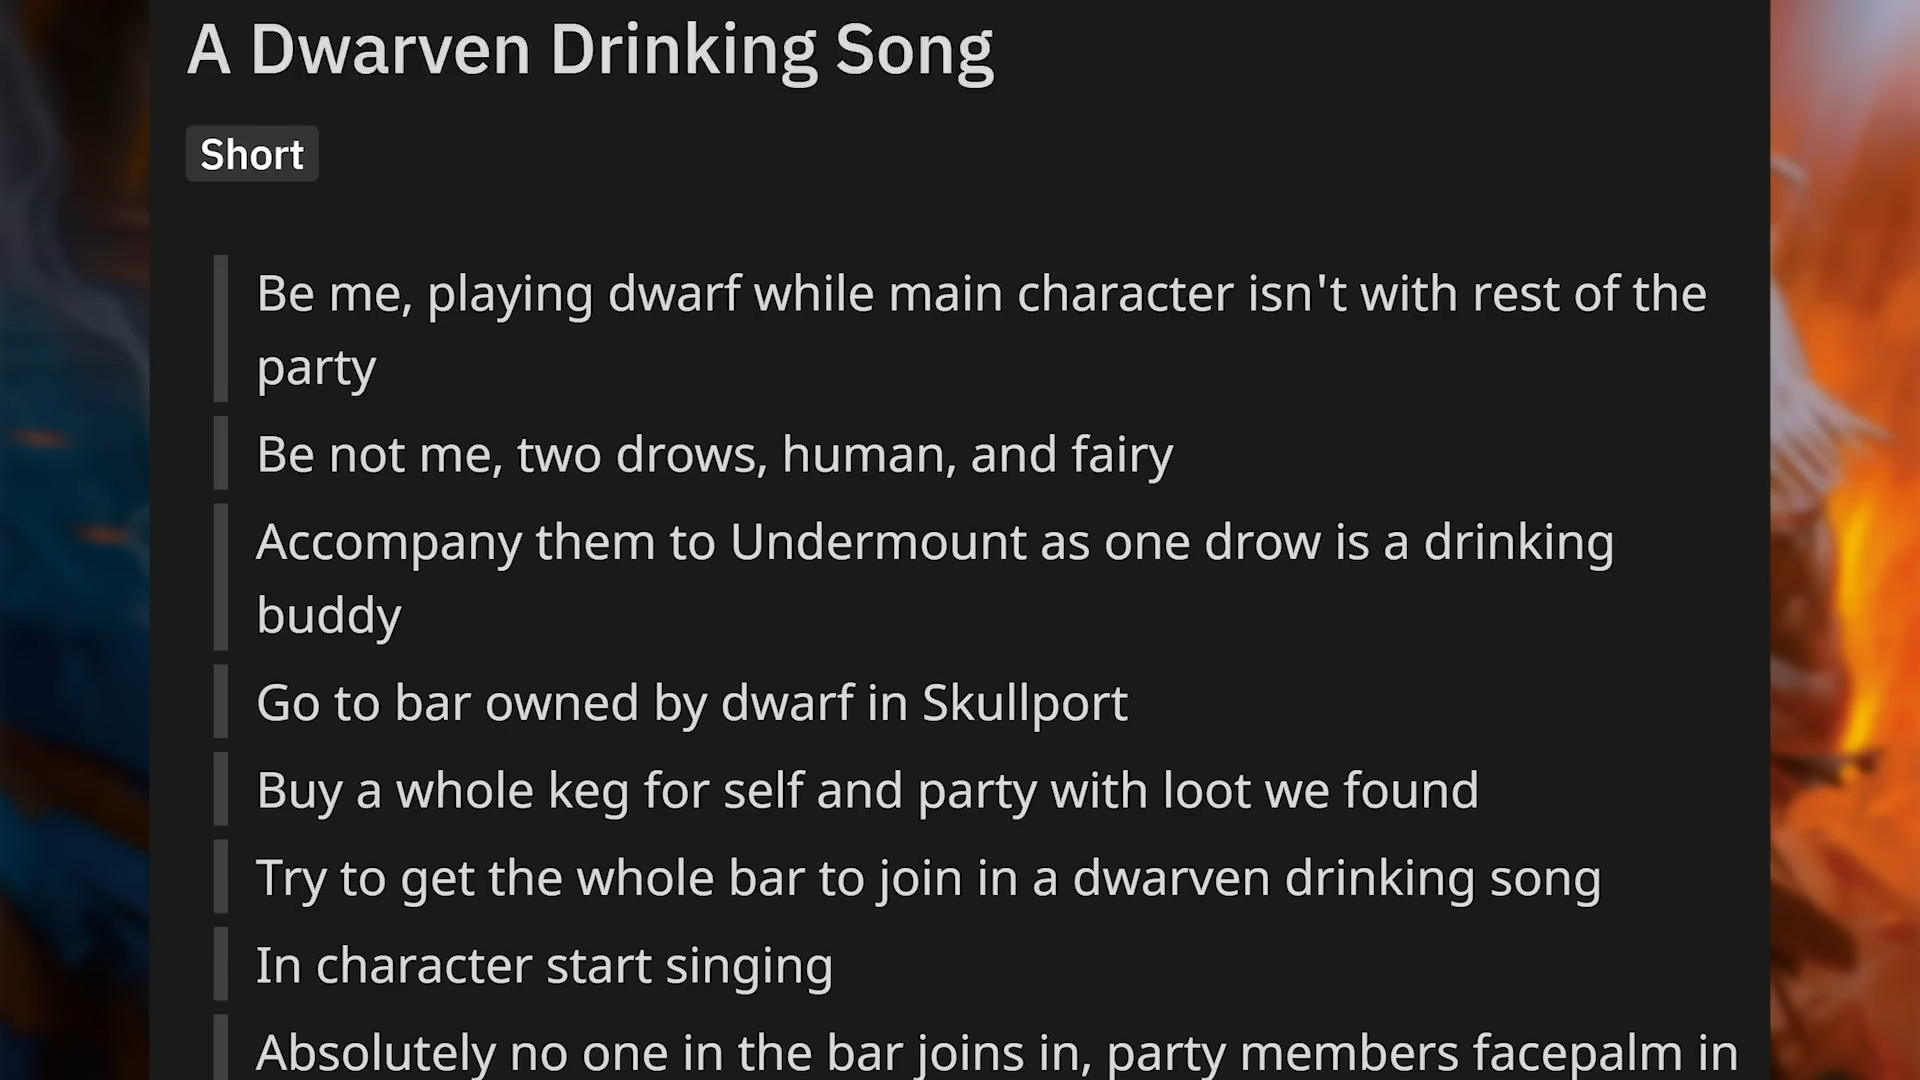 A Dwarven Drinking Song
Short
Be me, playing dwarf while main character isn't with rest of the
party
Be not me, two drows, human, and fairy
Accompany them to Undermount as one drow is a drinking
buddy
Go to bar owned by dwarf in Skullport
Buy a whole keg for self and party with loot we found
Try to get the whole bar to join in a dwarven drinking song
In character start singing
Absolutely no one in the bar joins in, party members facepalm in